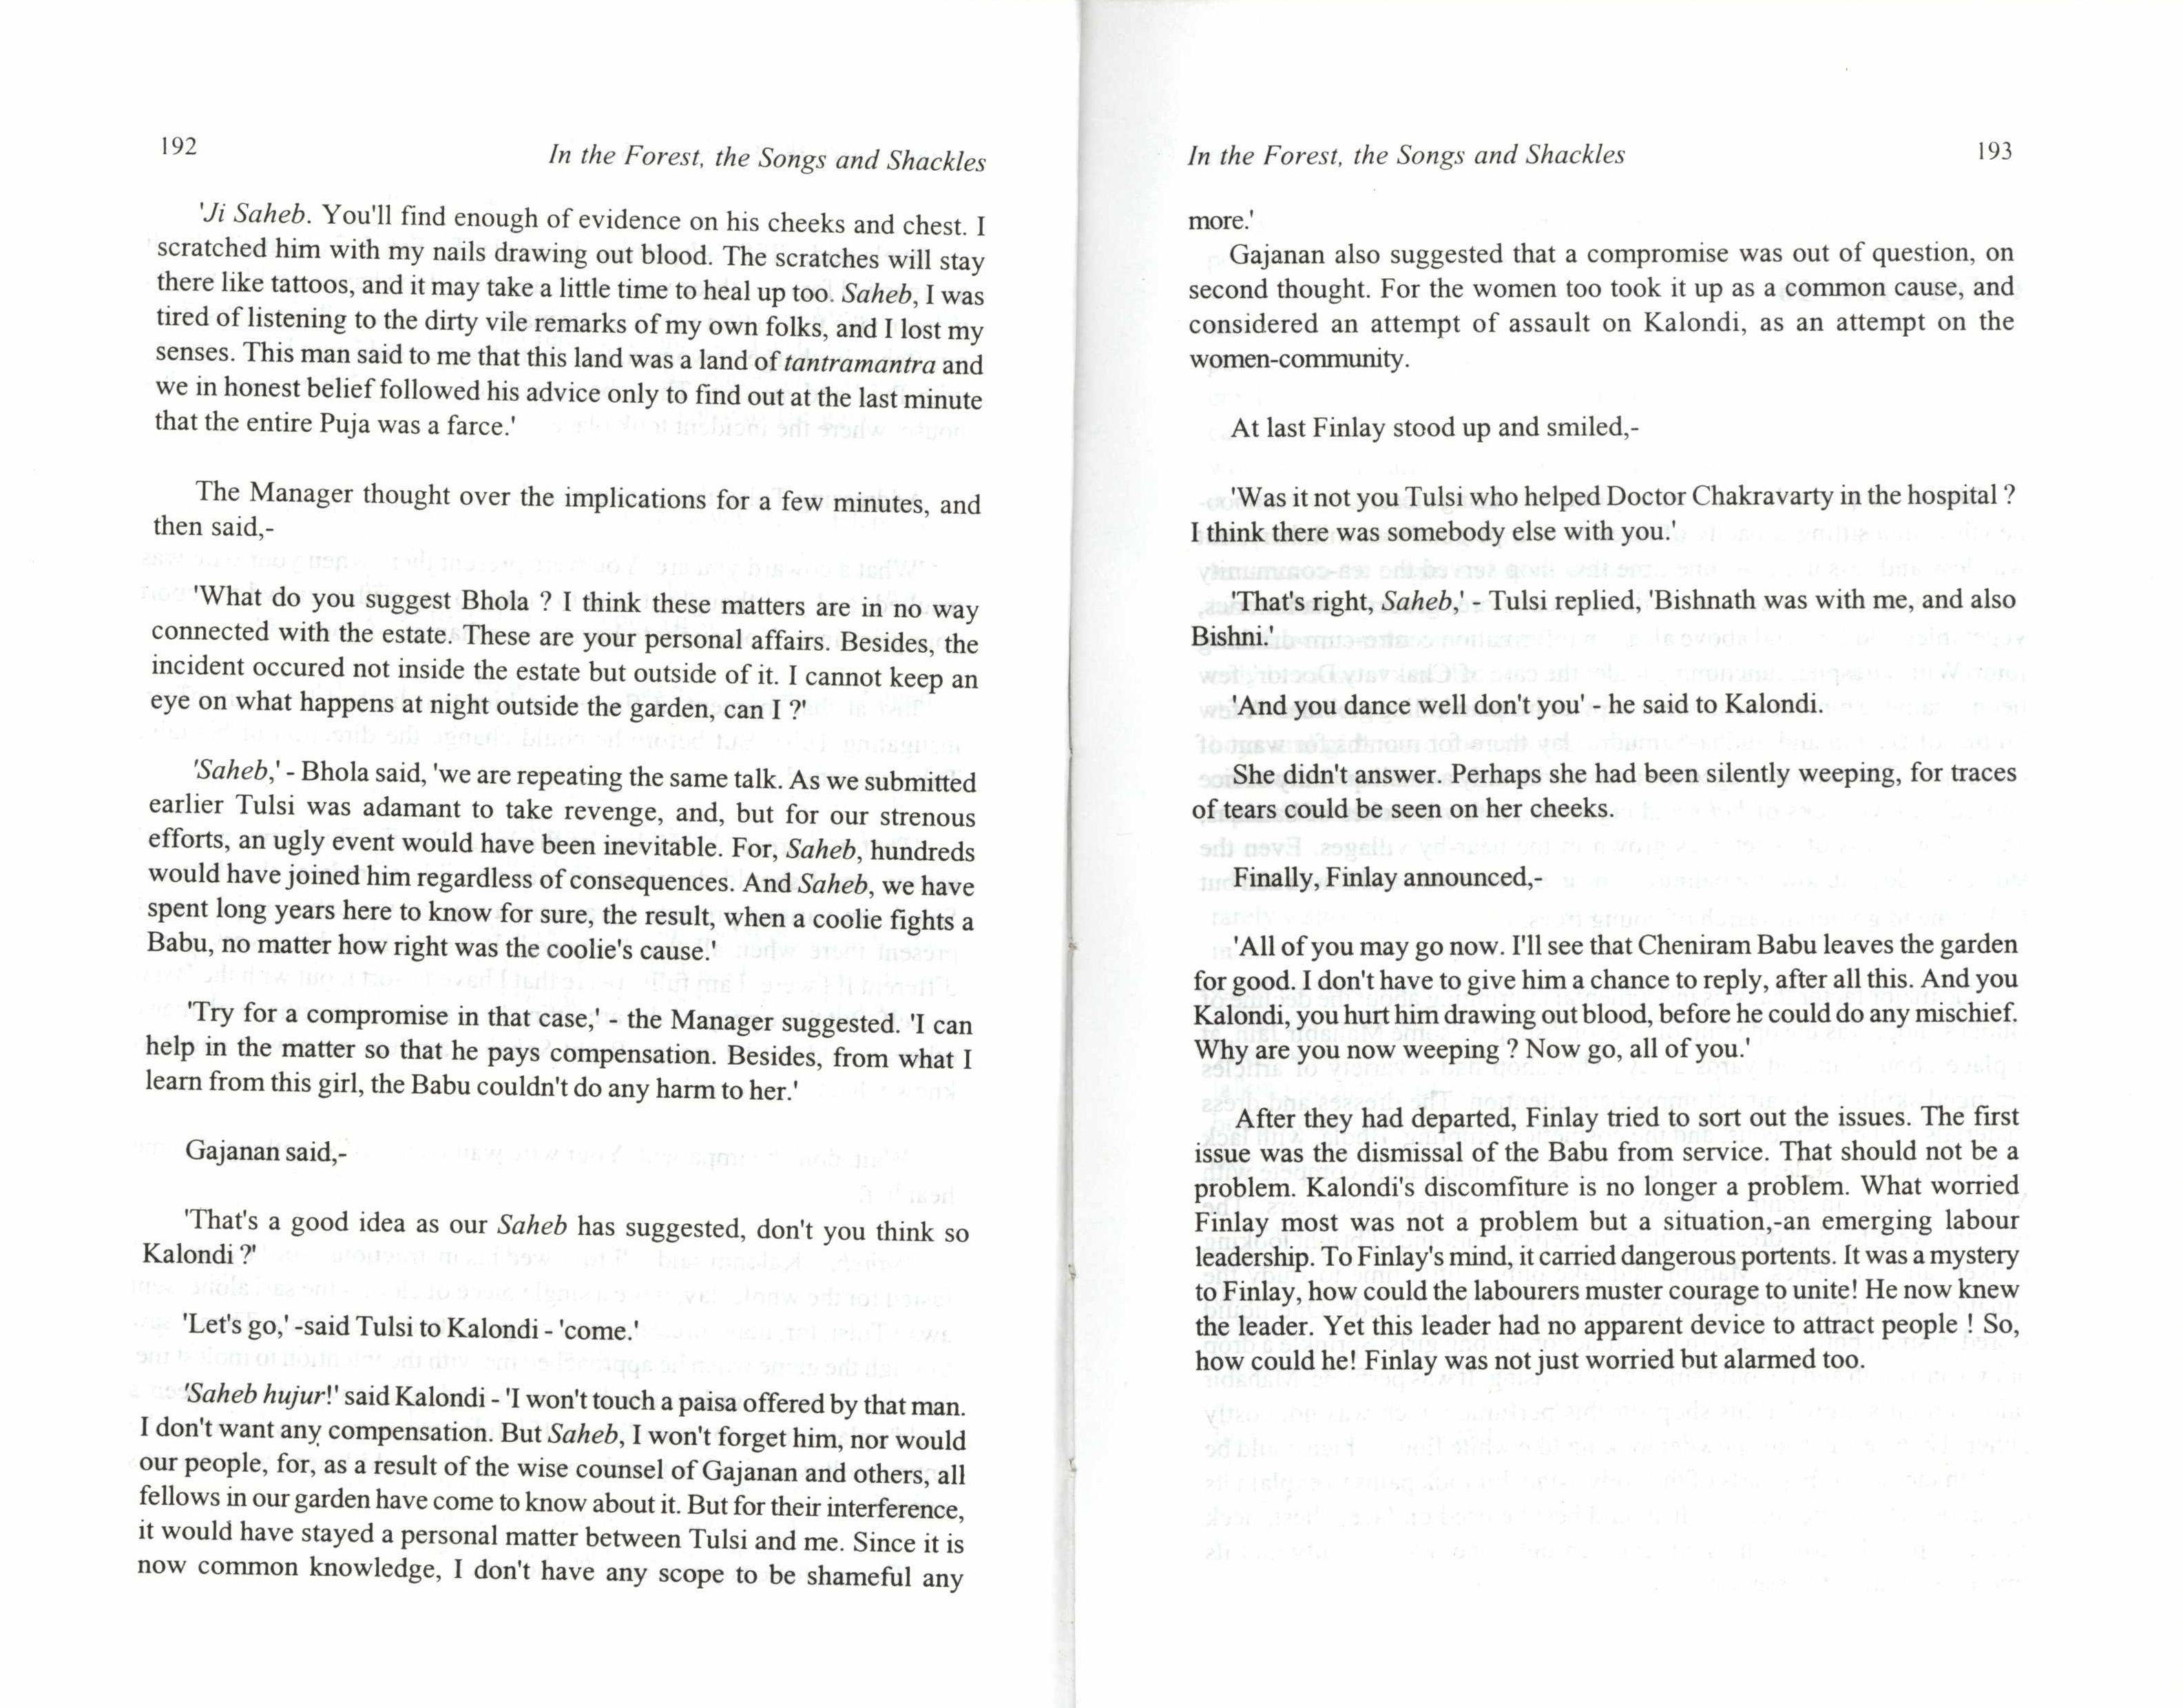 192
In the Forest, the Songs and Shackles
'Ji Saheb. You'll find enough of evidence on his cheeks and chest. I
scratched him with my nails drawing out blood. The scratches will stay
there like tattoos, and it may take a little time to heal up too. Saheb, I was
tired of listening to the dirty vile remarks of my own folks, and I lost my
senses. This man said to me that this land was a land of tantramantra and
we in honest belief followed his advice only to find out at the last minute
that the entire Puja was a farce.'
The Manager thought over the implications for a few minutes, and
then said,-
'What do you suggest Bhola ? I think these matters are in no way
connected with the estate. These are your personal affairs. Besides, the
incident occured not inside the estate but outside of it. I cannot keep an
eye on what happens at night outside the garden, can I ?'
'Saheb,' - Bhola said, 'we are repeating the same talk. As we submitted
earlier Tulsi was adamant to take revenge, and, but for our strenous
efforts, an ugly event would have been inevitable. For, Saheb, hundreds
would have joined him regardless of consequences. And Saheb, we have
spent long years here to know for sure, the result, when a coolie fights a
Babu, no matter how right was the coolie's cause.'
'Try for a compromise in that case,' - the Manager suggested. 'I can
help in the matter so that he pays compensation. Besides, from what I
learn from this girl, the Babu couldn't do any harm to her.'
Gajanan said,-
'That's a good idea as our Saheb has suggested, don't you think so
Kalondi ?'
'Let's go,' -said Tulsi to Kalondi - 'come.'
'Saheb hujur!' said Kalondi - 'I won't touch a paisa offered by that man.
I don't want any compensation. But Saheb, I won't forget him, nor would
our people, for, as a result of the wise counsel of Gajanan and others, all
fellows in our garden have come to know about it. But for their interference,
it would have stayed a personal matter between Tulsi and me. Since it is
now common knowledge, I don't have any scope to be shameful any
In the Forest, the Songs and Shackles
193
more.'
Gajanan also suggested that a compromise was out of question, on
second thought. For the women too took it up as a common cause, and
considered an attempt of assault on Kalondi, as an attempt on the
women-community.
At last Finlay stood up and smiled,-
'Was it not you Tulsi who helped Doctor Chakravarty in the hospital ?
I think there was somebody else with you.'
'That's right, Saheb,' - Tulsi replied, 'Bishnath was with me, and also
Bishni.'
'And you dance well don't you' - he said to Kalondi.
She didn't answer. Perhaps she had been silently weeping, for traces
of tears could be seen on her cheeks.
Finally, Finlay announced,-
'All of you may go now. I'll see that Cheniram Babu leaves the garden
for good. I don't have to give him a chance to reply, after all this. And you
Kalondi, you hurt him drawing out blood, before he could do any mischief.
Why are you now weeping ? Now go, all of you.'
After they had departed, Finlay tried to sort out the issues. The first
issue was the dismissal of the Babu from service. That should not be a
problem. Kalondi's discomfiture is no longer a problem. What worried
Finlay most was not a problem but a situation,-an emerging labour
leadership. To Finlay's mind, it carried dangerous portents. It was a mystery
to Finlay, how could the labourers muster courage to unite! He now knew
the leader. Yet this leader had no apparent device to attract people ! So,
how could he! Finlay was not just worried but alarmed too.